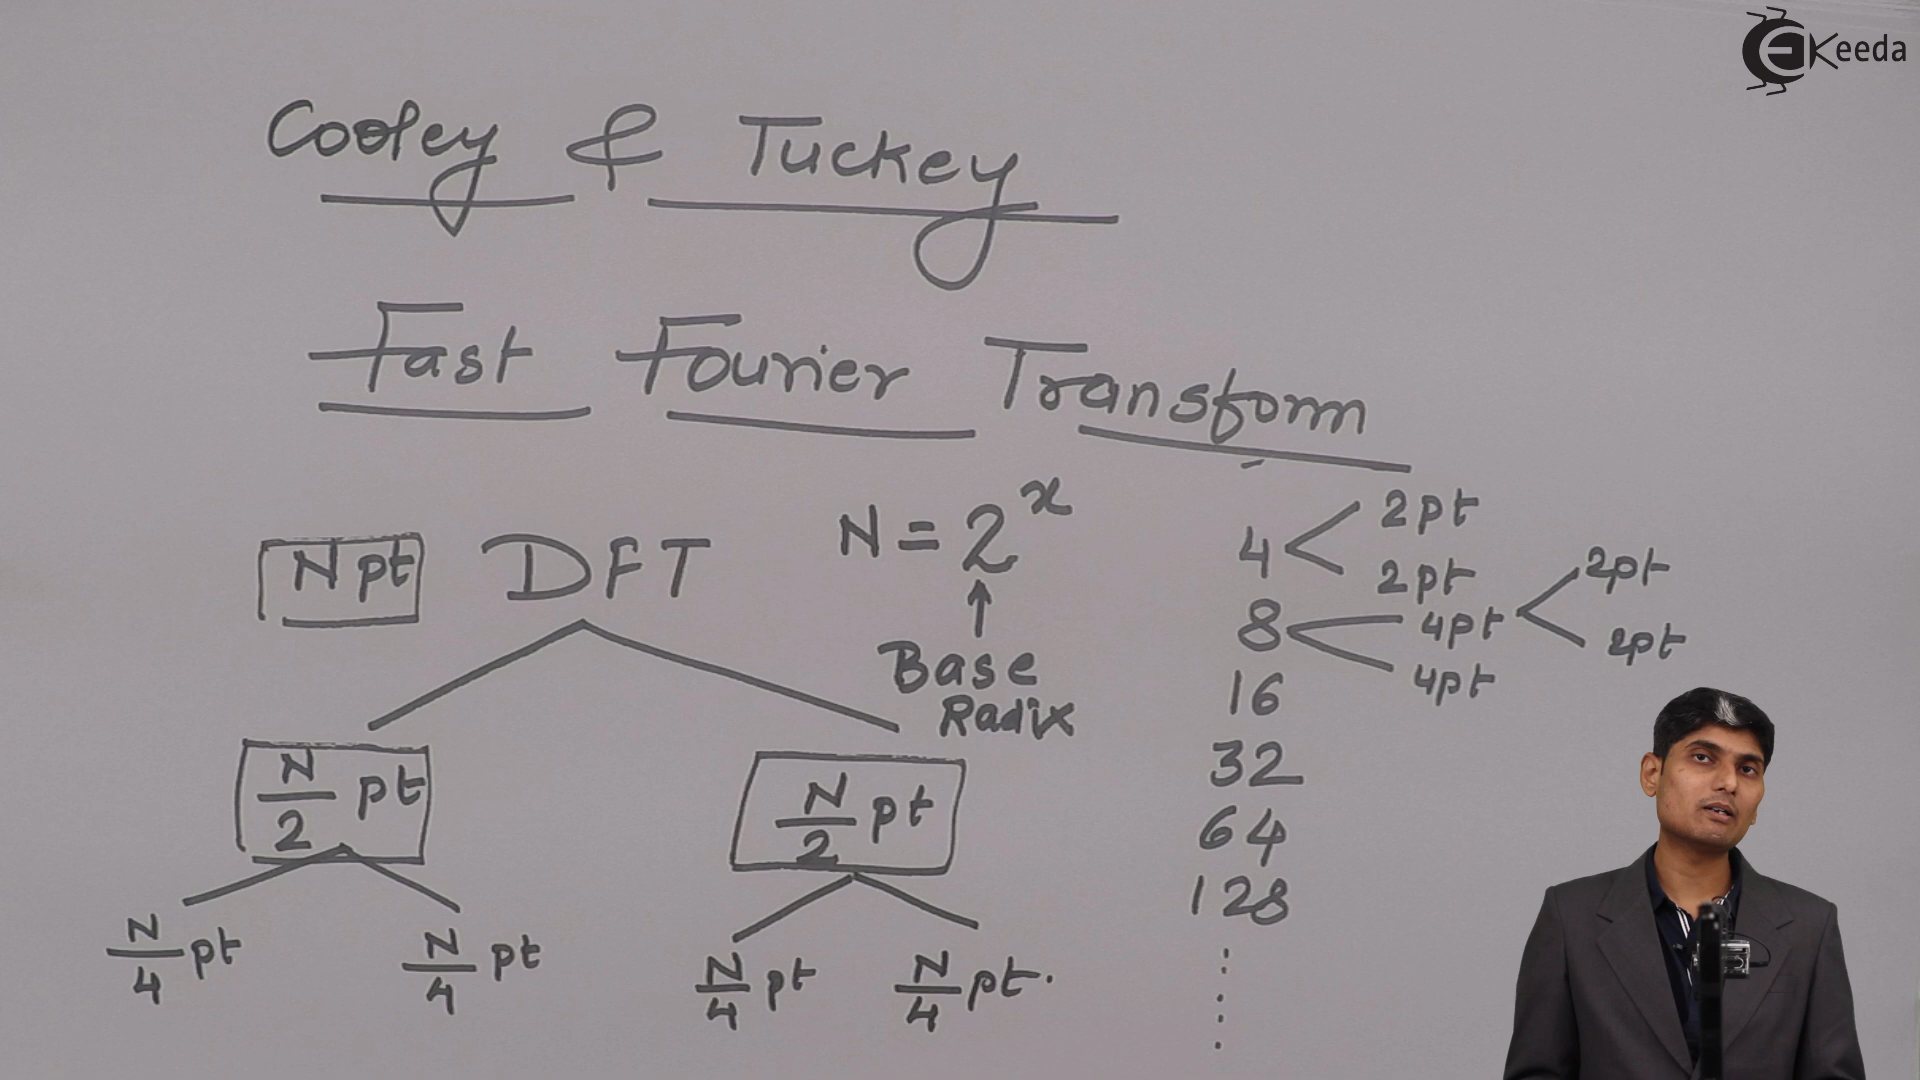 EKeeda
Cooley & Tuckey
Fast Fourier Transform
N pt DFT
N = 2^x
Base
Radix
N/2 pt
N/2 pt
N/4 pt
N/4 pt
N/4 pt
N/4 pt.
4
2pt
2pt
8
4pt
4pt
2pt
2pt
16
32
64
128